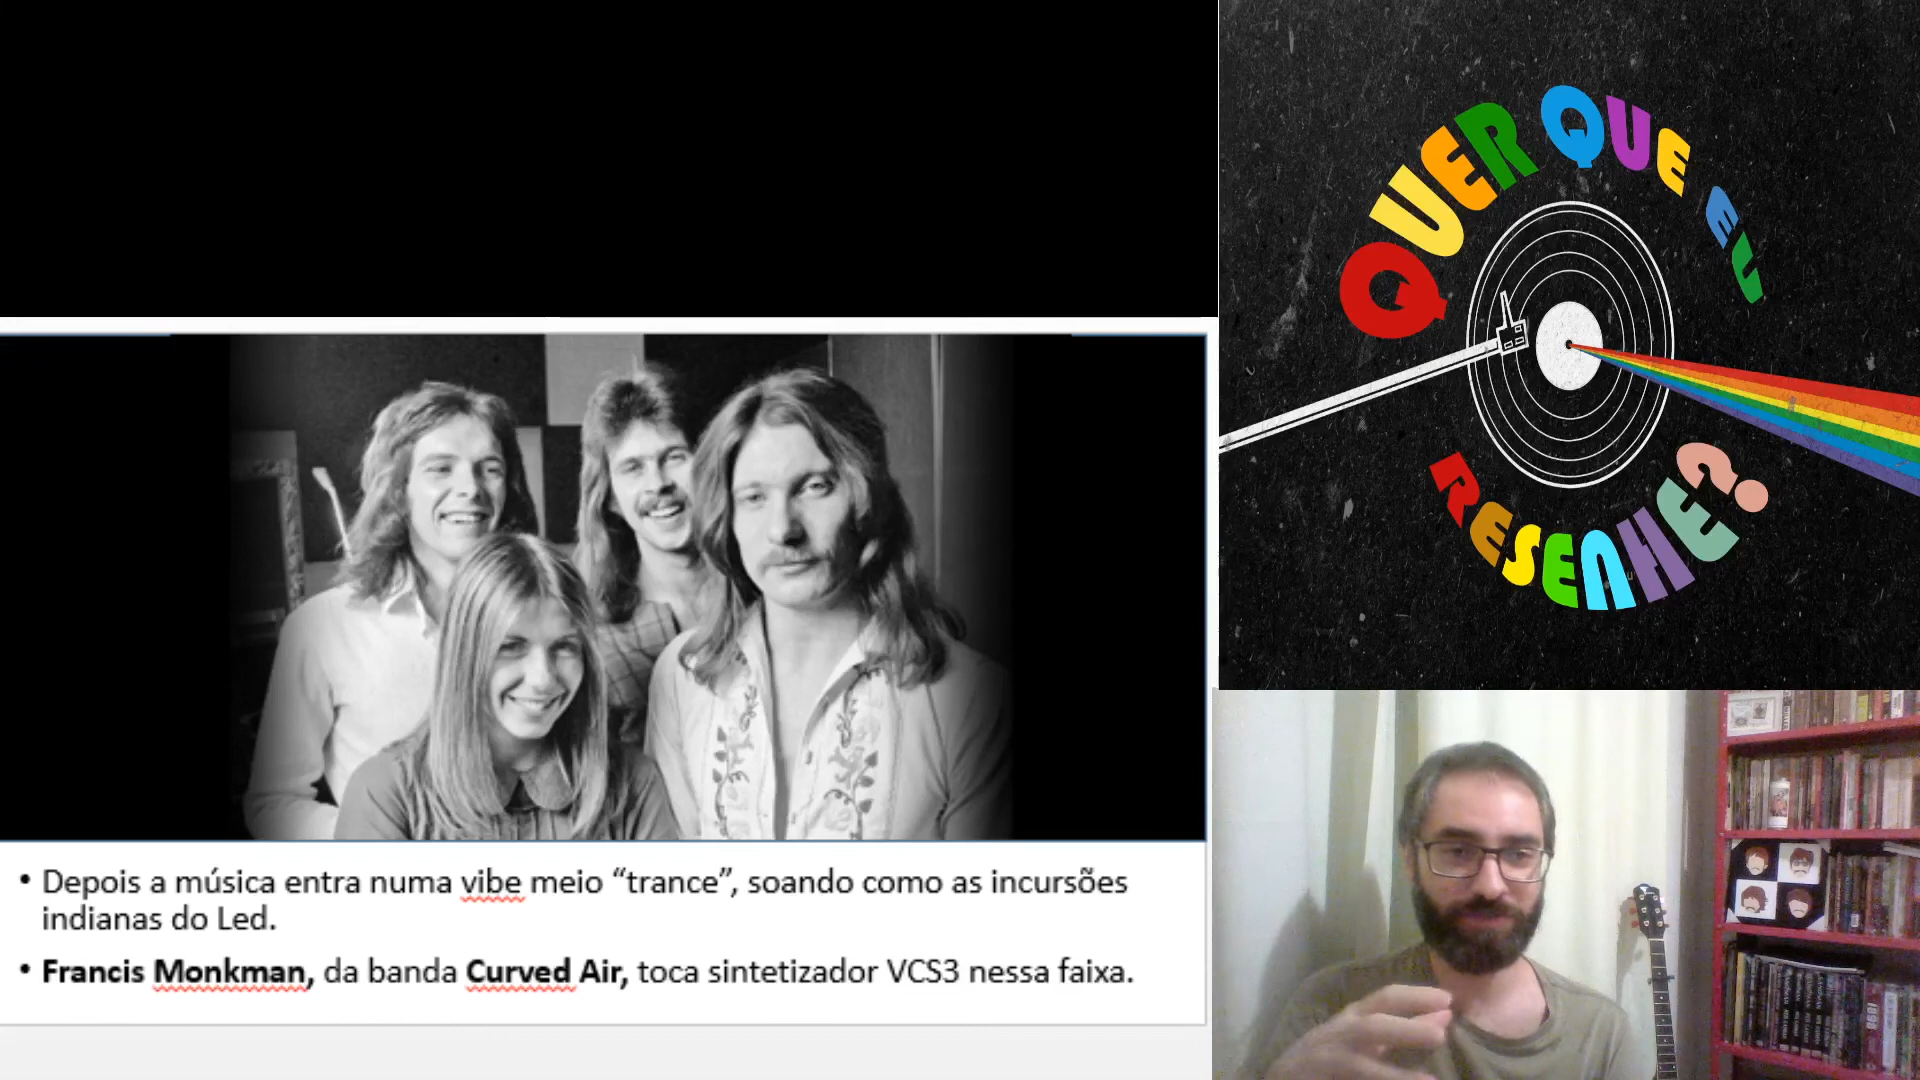 QUER QUE EU
RESENHE?
• Depois a música entra numa vibe meio “trance”, soando como as incursões
indianas do Led.
• Francis Monkman, da banda Curved Air, toca sintetizador VCS3 nessa faixa.